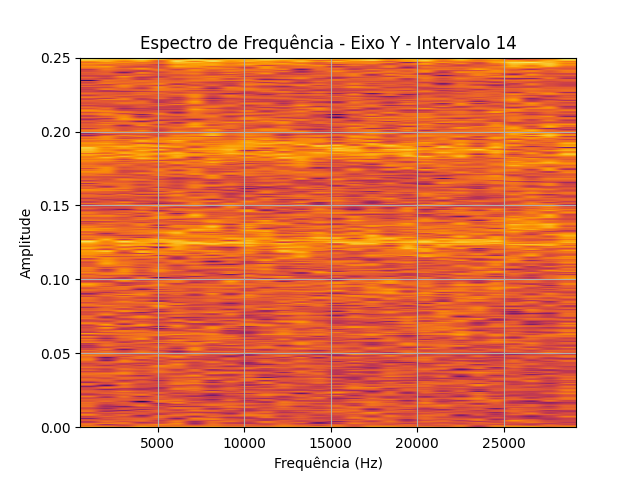 Espectro de Frequência - Eixo Y - Intervalo 14
0.25
0.20
0.15
0.10
0.05
0.00
Amplitude
5000 10000 15000 20000 25000
Frequência (Hz)